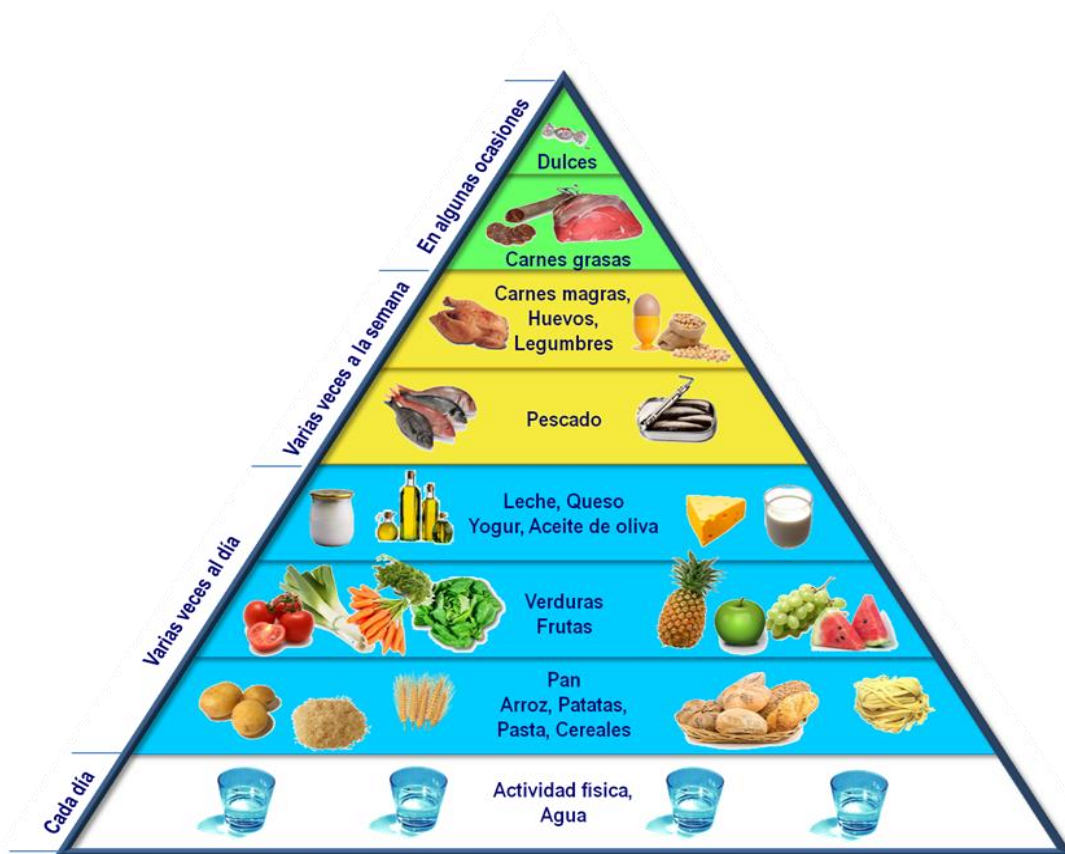 En algunas ocasiones
Dulces
Carnes grasas
Varias veces a la semana
Carnes magras,
Huevos,
Legumbres
Pescado
Varias veces al día
Leche, Queso
Yogur, Aceite de oliva
Verduras
Frutas
Pan
Arroz, Patatas,
Pasta, Cereales
Cada día
Actividad física,
Agua